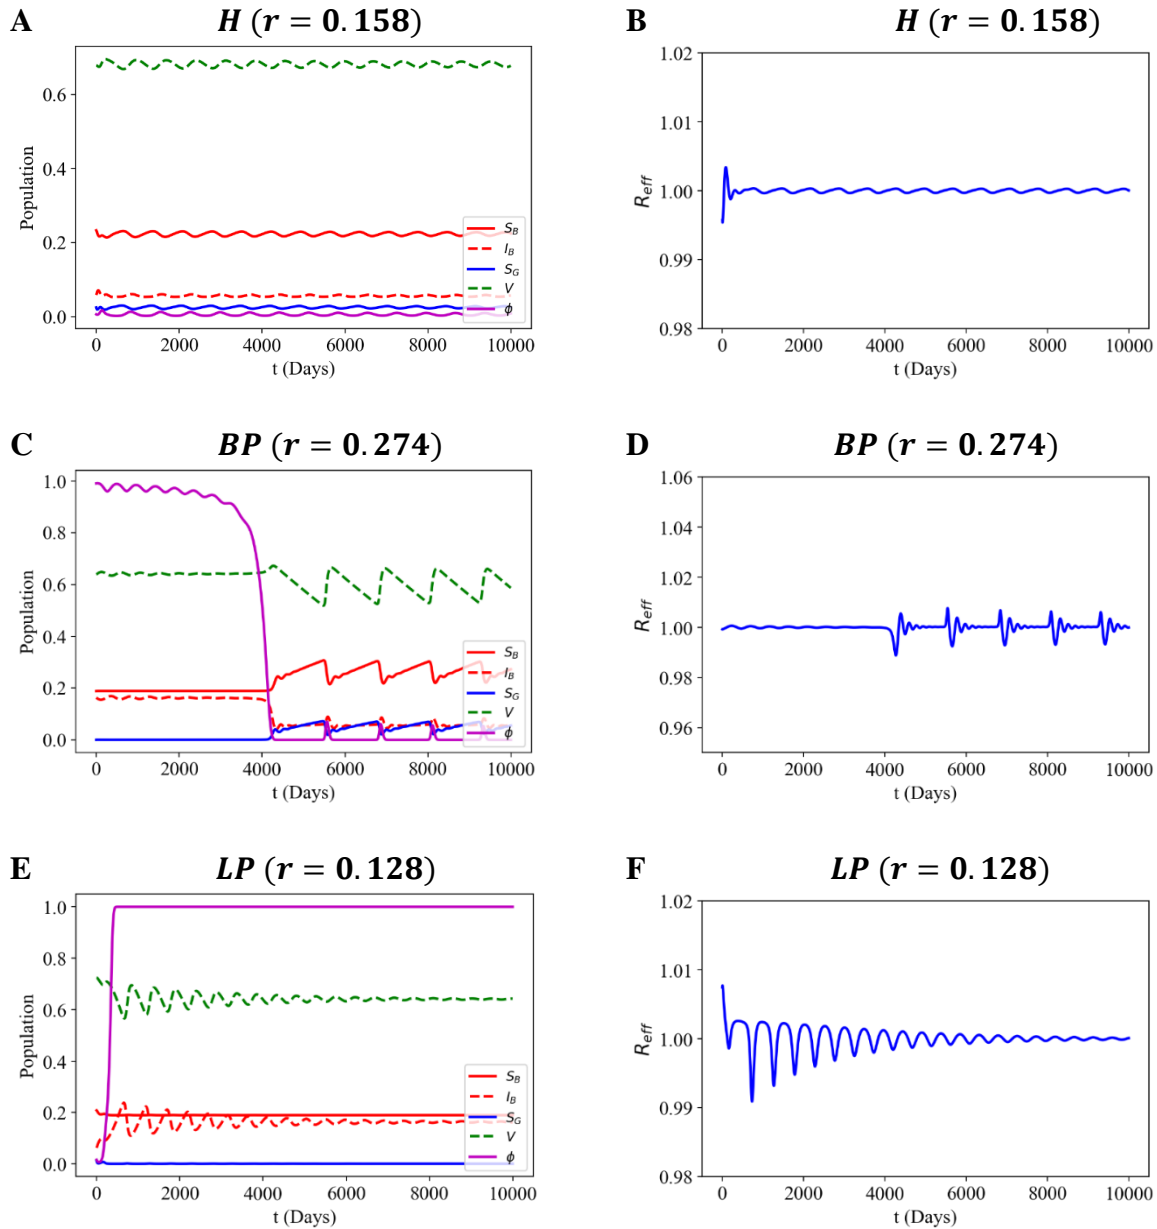 A
H (r = 0.158)
Population
0.6
0.4
0.2
0.0
S_B
I_B
S_G
V
ϕ
0 2000 4000 6000 8000 10000
t (Days)
B
H (r = 0.158)
R_eff
1.02
1.01
1.00
0.99
0.98
0 2000 4000 6000 8000 10000
t (Days)
C
BP (r = 0.274)
Population
1.0
0.8
0.6
0.4
0.2
0.0
S_B
I_B
S_G
V
ϕ
0 2000 4000 6000 8000 10000
t (Days)
D
BP (r = 0.274)
R_eff
1.06
1.04
1.02
1.00
0.98
0.96
0 2000 4000 6000 8000 10000
t (Days)
E
LP (r = 0.128)
Population
1.0
0.8
0.6
0.4
0.2
0.0
S_B
I_B
S_G
V
ϕ
0 2000 4000 6000 8000 10000
t (Days)
F
LP (r = 0.128)
R_eff
1.02
1.01
1.00
0.99
0.98
0 2000 4000 6000 8000 10000
t (Days)